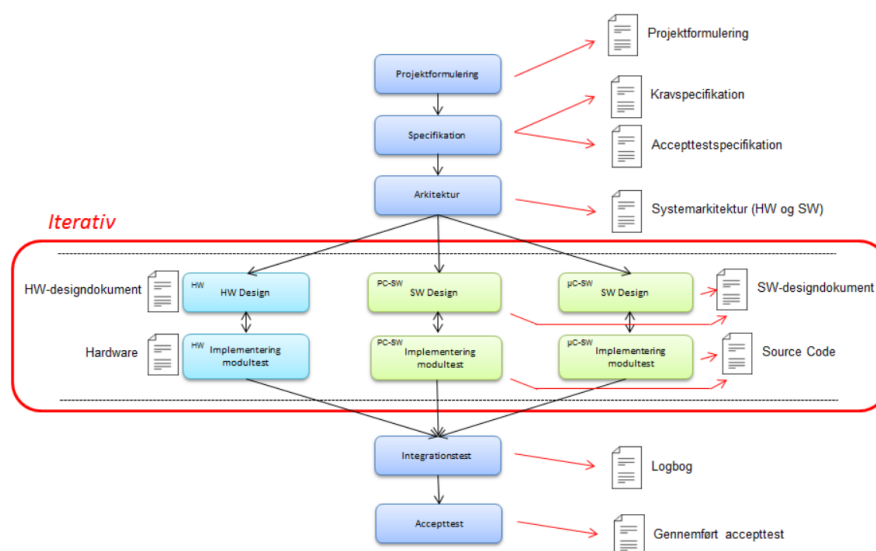 Projektformulering
Projektformulering
Kravspecifikation
Specifikation
Accepttestspecifikation
Arkitektur
Systemarkitektur (HW og SW)
Iterativ
HW-designdokument
HW
HW Design
PC-SW
SW Design
µC-SW
SW Design
SW-designdokument
Hardware
HW
Implementering
modultest
PC-SW
Implementering
modultest
µC-SW
Implementering
modultest
Source Code
Integrationstest
Logbog
Accepttest
Gennemført accepttest